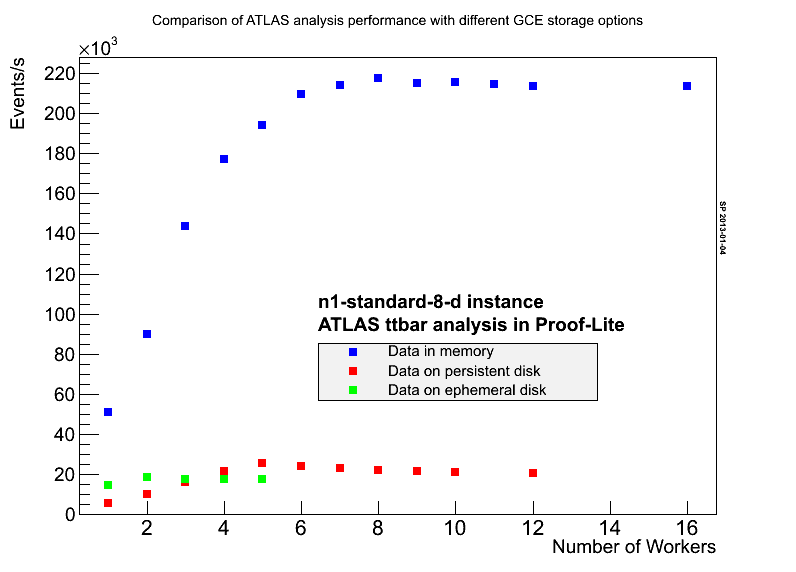 Comparison of ATLAS analysis performance with different GCE storage options
×10³
Events/s
220
200
180
160
140
120
100
80
60
40
20
0
SP 2013-01-04
n1-standard-8-d instance
ATLAS ttbar analysis in Proof-Lite
Data in memory
Data on persistent disk
Data on ephemeral disk
2 4 6 8 10 12 14 16
Number of Workers